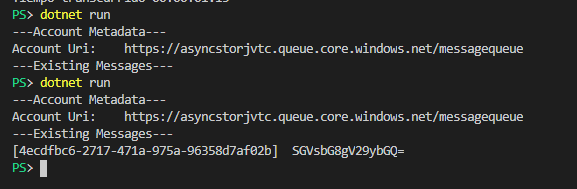 PS> dotnet run
---Account Metadata---
Account Uri:    https://asyncstorjvtc.queue.core.windows.net/messagequeue
---Existing Messages---
PS> dotnet run
---Account Metadata---
Account Uri:    https://asyncstorjvtc.queue.core.windows.net/messagequeue
---Existing Messages---
[4ecdfbc6-2717-471a-975a-96358d7af02b]  SGVsbG8gV29ybGQ=
PS>